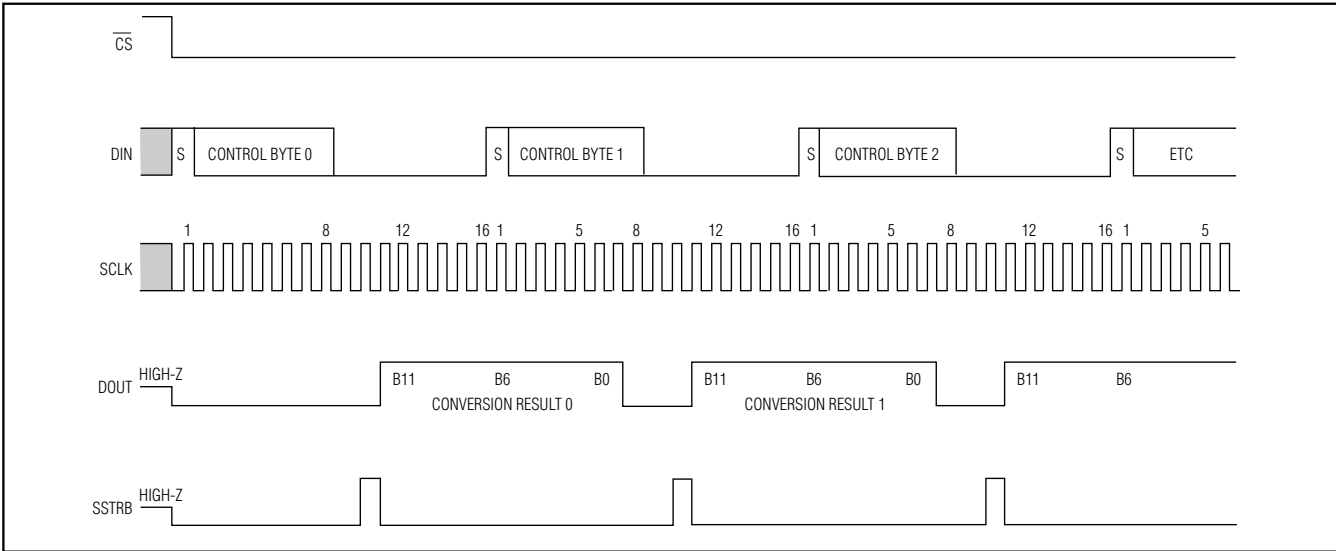 CS
DIN S CONTROL BYTE 0 S CONTROL BYTE 1 S CONTROL BYTE 2 S ETC
1 8 12 16 1 5 8 12 16 1 5 8 12 16 1 5
SCLK
HIGH-Z
DOUT
B11 B6 B0 B11 B6 B0 B11 B6
CONVERSION RESULT 0 CONVERSION RESULT 1
HIGH-Z
SSTRB